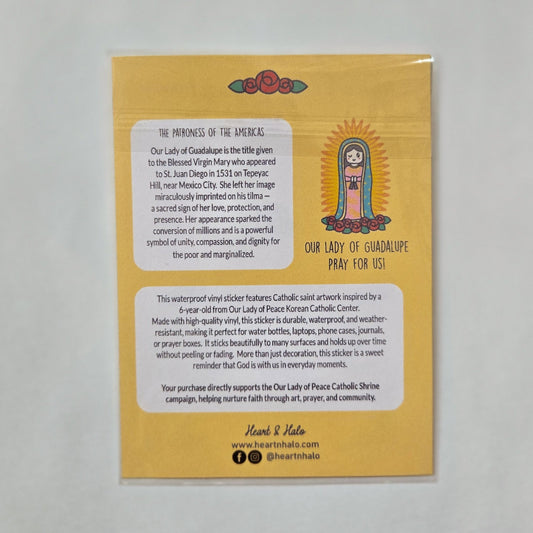 THE PATRONESS OF THE AMERICAS
Our Lady of Guadalupe is the title given
to the Blessed Virgin Mary who appeared
to St. Juan Diego in 1531 on Tepeyac
Hill, near Mexico City. She left her image
miraculously imprinted on his tilma —
a sacred sign of her love, protection, and
presence. Her appearance sparked the
conversion of millions and is a powerful
symbol of unity, compassion, and dignity for
the poor and marginalized.
OUR LADY OF GUADALUPE
PRAY FOR US!
This waterproof vinyl sticker features Catholic saint artwork inspired by a
6-year-old from Our Lady of Peace Korean Catholic Center.
Made with high-quality vinyl, this sticker is durable, waterproof, and weather-
resistant, making it perfect for water bottles, laptops, phone cases, journals,
or prayer boxes. It sticks beautifully to many surfaces and holds up over time
without peeling or fading. More than just decoration, this sticker is a sweet
reminder that God is with us in everyday moments.
Your purchase directly supports the Our Lady of Peace Catholic Shrine
campaign, helping nurture faith through art, prayer, and community.
Heart & Halo
www.heartnhalo.com
@heartnhalo